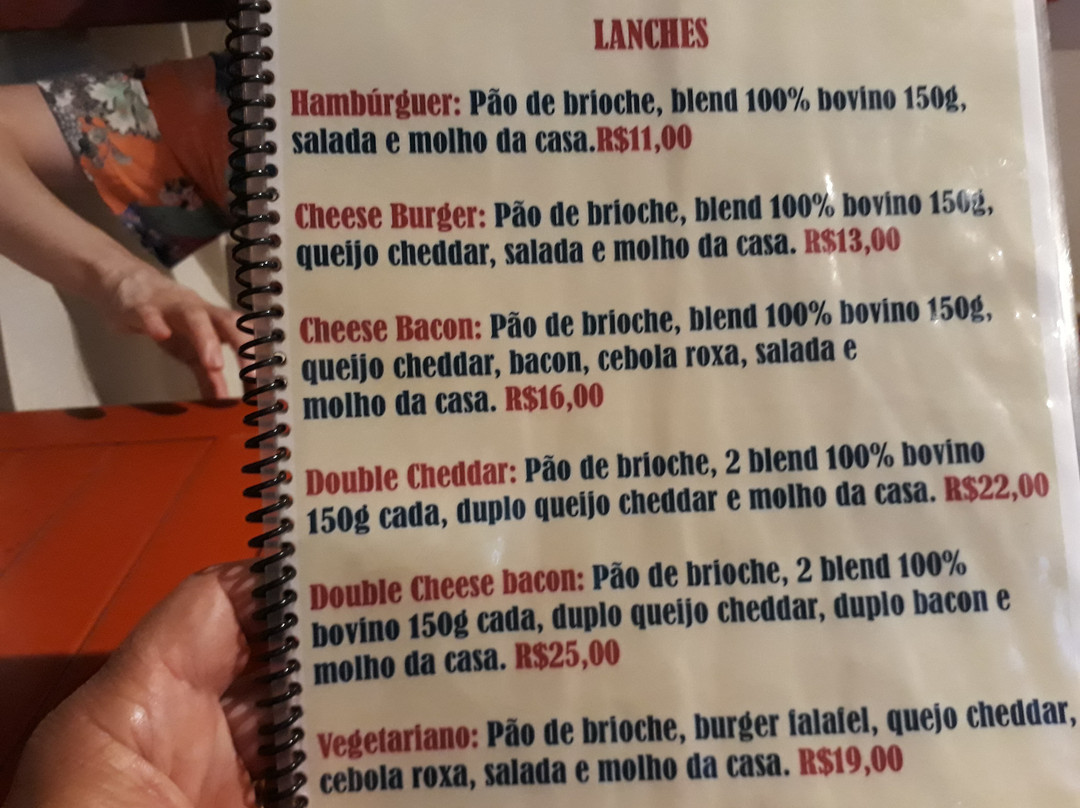 LANCHES
Hambúrguer: Pão de brioche, blend 100% bovino 150g,
salada e molho da casa.R$11,00
Cheese Burger: Pão de brioche, blend 100% bovino 150g,
queijo cheddar, salada e molho da casa. R$13,00
Cheese Bacon: Pão de brioche, blend 100% bovino 150g,
queijo cheddar, bacon, cebola roxa, salada e
molho da casa. R$16,00
Double Cheddar: Pão de brioche, 2 blend 100% bovino
150g cada, duplo queijo cheddar e molho da casa. R$22,00
Double Cheese bacon: Pão de brioche, 2 blend 100%
bovino 150g cada, duplo queijo cheddar, duplo bacon e
molho da casa. R$25,00
Vegetariano: Pão de brioche, burger falafel, quejo cheddar,
cebola roxa, salada e molho da casa. R$19,00